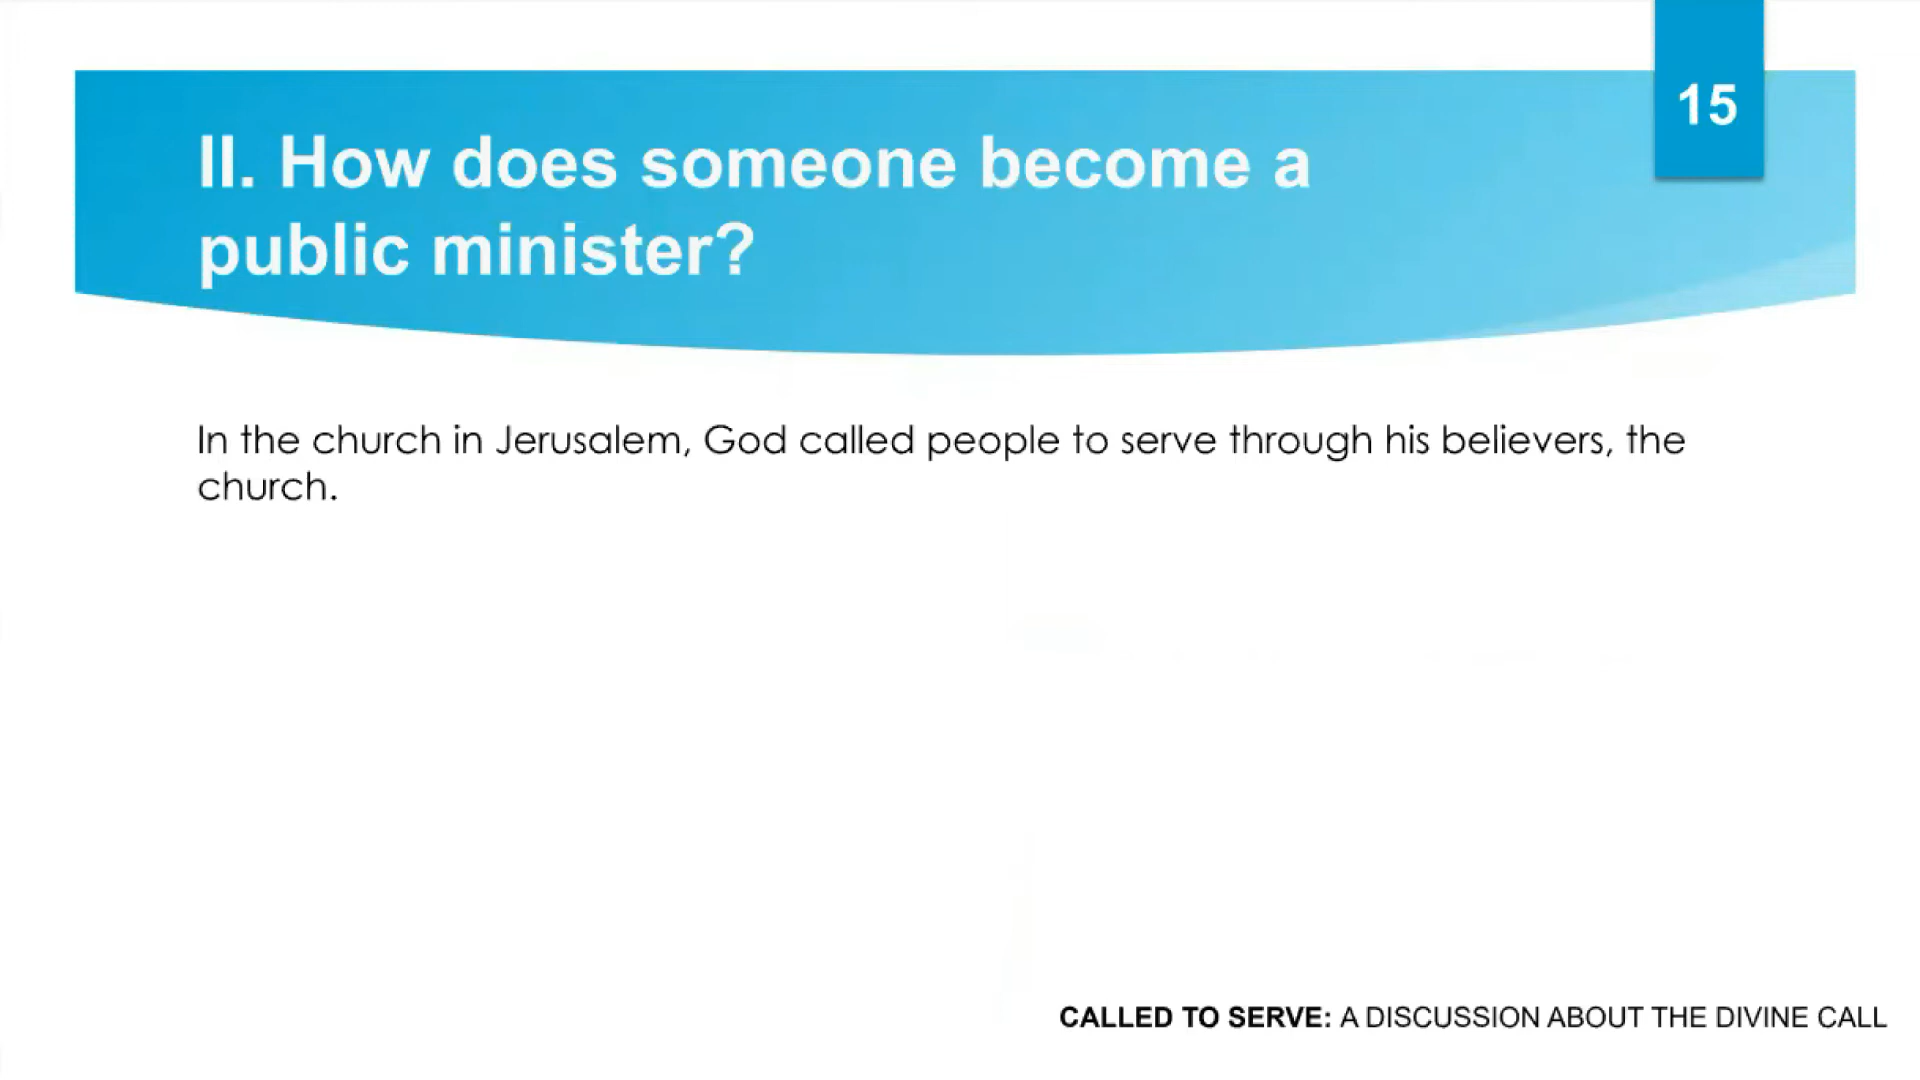 15
II. How does someone become a
public minister?
In the church in Jerusalem, God called people to serve through his believers, the
church.
CALLED TO SERVE: A DISCUSSION ABOUT THE DIVINE CALL